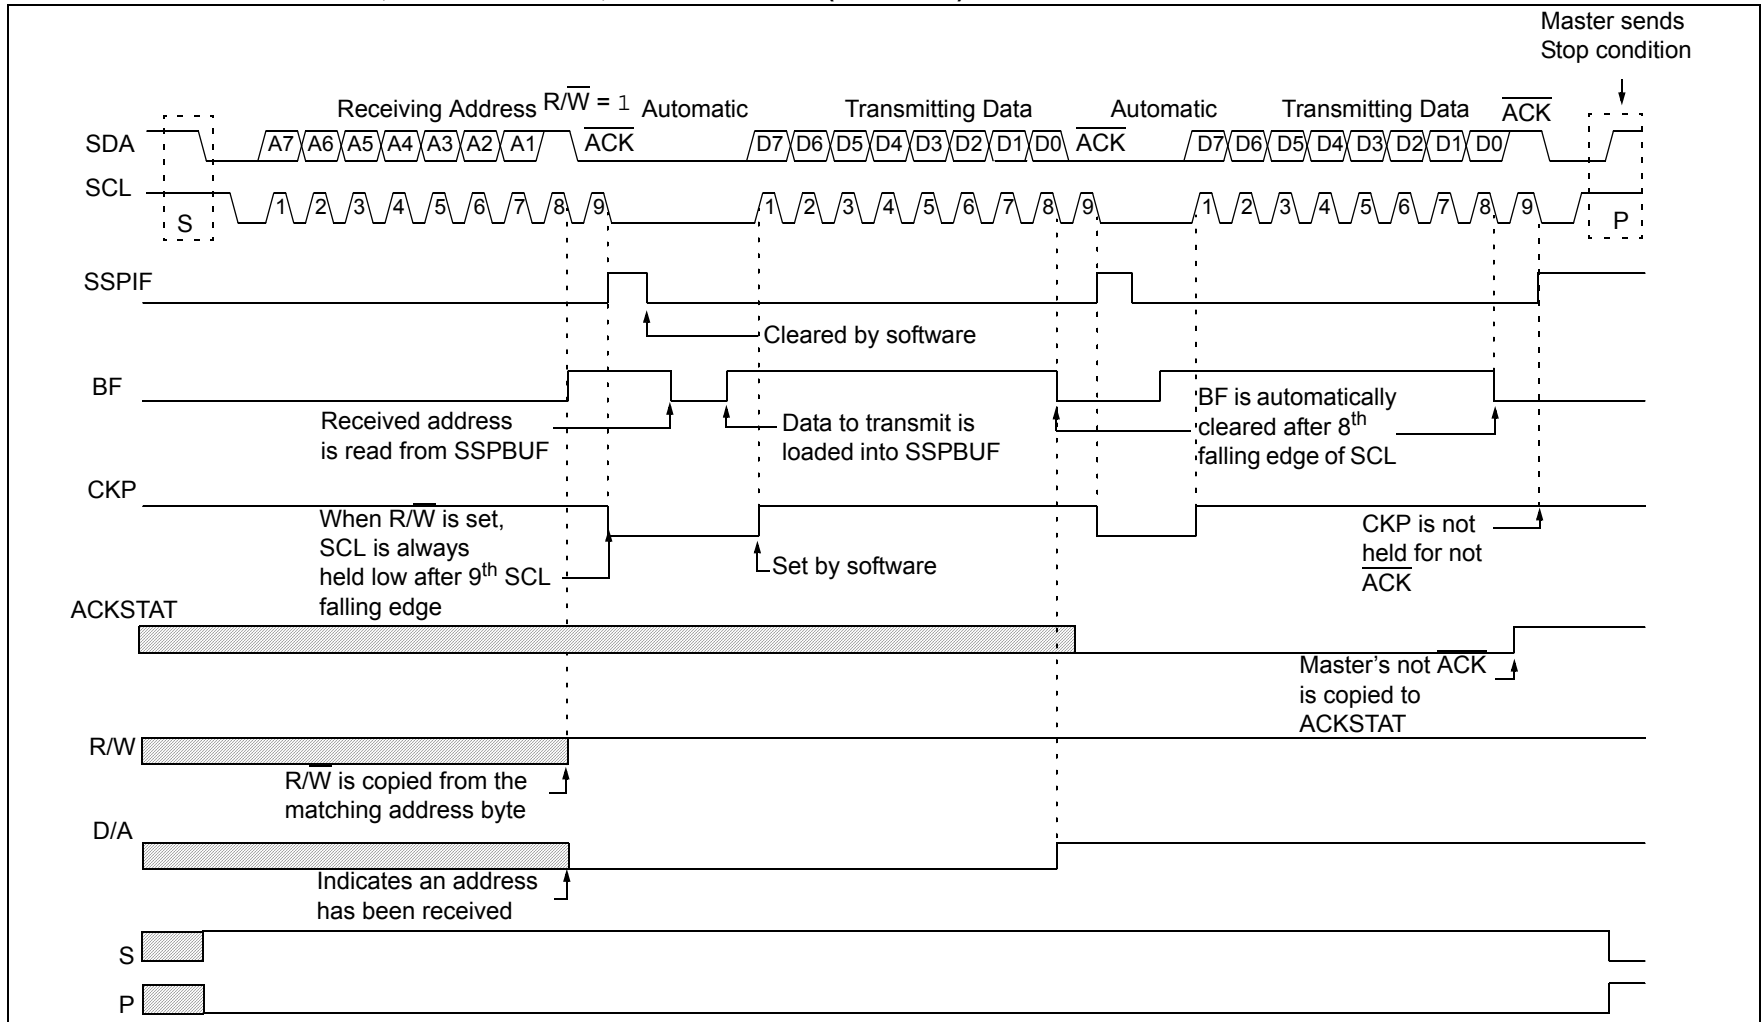 Master sends
Stop condition
Receiving Address R/W̅ = 1 Automatic Transmitting Data Automatic Transmitting Data A̅C̅K̅
SDA A7 A6 A5 A4 A3 A2 A1 A̅C̅K̅ D7 D6 D5 D4 D3 D2 D1 D0 A̅C̅K̅ D7 D6 D5 D4 D3 D2 D1 D0
SCL 1 2 3 4 5 6 7 8 9 1 2 3 4 5 6 7 8 9 1 2 3 4 5 6 7 8 9
S P
SSPIF
Cleared by software
BF
Received address
is read from SSPBUF
Data to transmit is
loaded into SSPBUF
BF is automatically
cleared after 8th
falling edge of SCL
CKP
When R/W̅ is set,
SCL is always
held low after 9th SCL
falling edge
Set by software
CKP is not
held for not
A̅C̅K̅
ACKSTAT
Master's not A̅C̅K̅
is copied to
ACKSTAT
R/W
R/W̅ is copied from the
matching address byte
D/A
Indicates an address
has been received
S
P